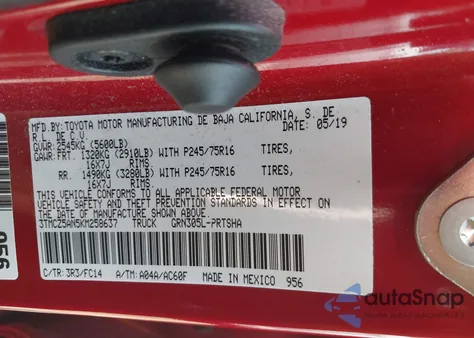 MFD.BY: TOYOTA MOTOR MANUFACTURING DE BAJA CALIFORNIA, S. DE
R.L. DE C.V. DATE: 05/19
GVWR: 2545KG (5600LB)
GAWR: FRT. 1320KG (2910LB) WITH P245/75R16 TIRES,
16X7J RIMS.
RR. 1490KG (3280LB) WITH P245/75R16 TIRES,
16X7J RIMS.
THIS VEHICLE CONFORMS TO ALL APPLICABLE FEDERAL MOTOR
VEHICLE SAFETY AND THEFT PREVENTION STANDARDS IN EFFECT
ON THE DATE OF MANUFACTURE SHOWN ABOVE.
3TMCZ5AN5KM258637 TRUCK GRN305L-PRTSHA
C/TR: 3R3/FC14 A/TM: A04A/AC60F MADE IN MEXICO 956
956
autoSnap
POWERED BY